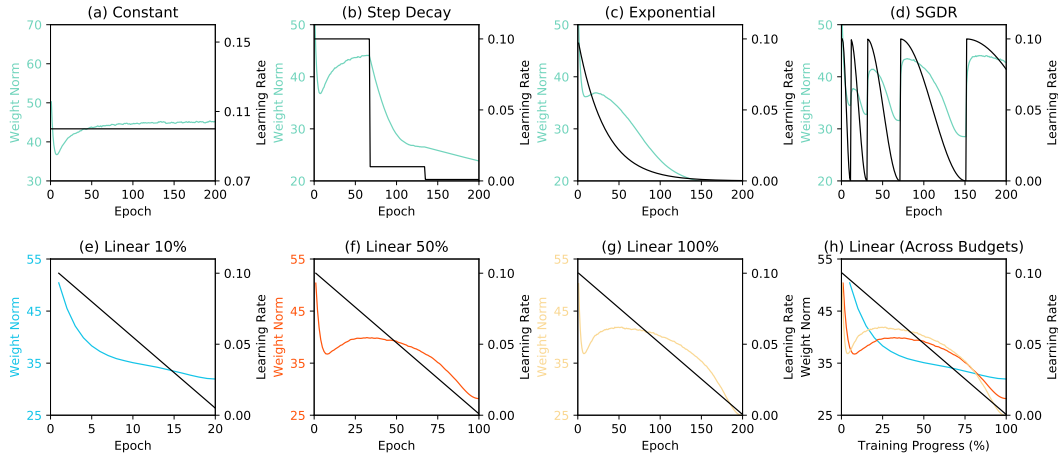 (a) Constant
70
60
50
40
30
Weight Norm
0.15
0.11
0.07
Learning Rate
0 50 100 150 200
Epoch
(b) Step Decay
50
40
30
20
Weight Norm
0.10
0.05
0.00
Learning Rate
0 50 100 150 200
Epoch
(c) Exponential
50
40
30
20
Weight Norm
0.10
0.05
0.00
Learning Rate
0 50 100 150 200
Epoch
(d) SGDR
50
40
30
20
Weight Norm
0.10
0.05
0.00
Learning Rate
0 50 100 150 200
Epoch
(e) Linear 10%
55
45
35
25
Weight Norm
0.10
0.05
0.00
Learning Rate
0 5 10 15 20
Epoch
(f) Linear 50%
55
45
35
25
Weight Norm
0.10
0.05
0.00
Learning Rate
0 25 50 75 100
Epoch
(g) Linear 100%
55
45
35
25
Weight Norm
0.10
0.05
0.00
Learning Rate
0 50 100 150 200
Epoch
(h) Linear (Across Budgets)
55
45
35
25
Weight Norm
0.10
0.05
0.00
Learning Rate
0 25 50 75 100
Training Progress (%)